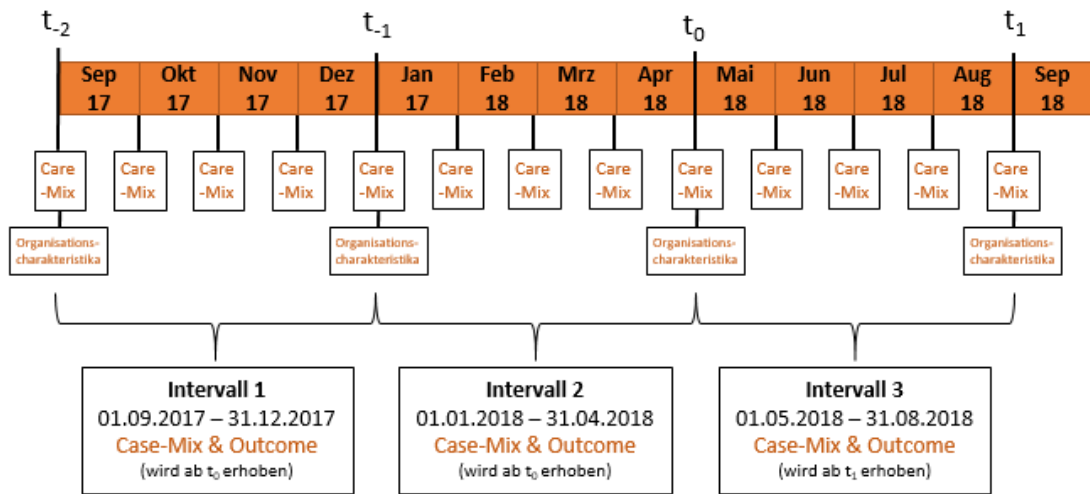 t-2 t-1 t0 t1
Sep Okt Nov Dez Jan Feb Mrz Apr Mai Jun Jul Aug Sep
17 17 17 17 17 18 18 18 18 18 18 18 18
Care Care Care Care Care Care Care Care Care Care Care Care Care
-Mix -Mix -Mix -Mix -Mix -Mix -Mix -Mix -Mix -Mix -Mix -Mix -Mix
Organisations- Organisations- Organisations- Organisations-
charakteristika charakteristika charakteristika charakteristika
Intervall 1
01.09.2017 – 31.12.2017
Case-Mix & Outcome
(wird ab t0 erhoben)
Intervall 2
01.01.2018 – 31.04.2018
Case-Mix & Outcome
(wird ab t0 erhoben)
Intervall 3
01.05.2018 – 31.08.2018
Case-Mix & Outcome
(wird ab t1 erhoben)